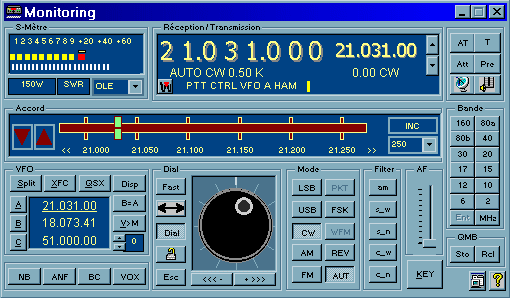 Monitoring
S-Mètre
1 2 3 4 5 6 7 8 9 +20 +40 +60
150W SWR OLE
Réception / Transmission
21.031.000 21.031.00
AUTO CW 0.50 K 0.00 CW
PTT CTRL VFO A HAM
AT T
Att Pre
Accord
INC
<< 21.000 21.050 21.100 21.150 21.200 21.250 >>
250
Bande
160 80a
80b 40
30 20
17 15
12 10
6 2
Ent MHz
VFO
Split XFC QSX Disp
A 21.031.00 B=A
B 18.073.41 V>M
C 51.000.00 0
NB ANF BC VOX
Dial
Fast
Dial
Esc
<<< - + >>>
Mode
LSB PKT
USB FSK
CW WFM
AM REV
FM AUT
Filter
am
s_w
s_n
c_w
c_n
AF
KEY
QMB
Sto Rcl
?